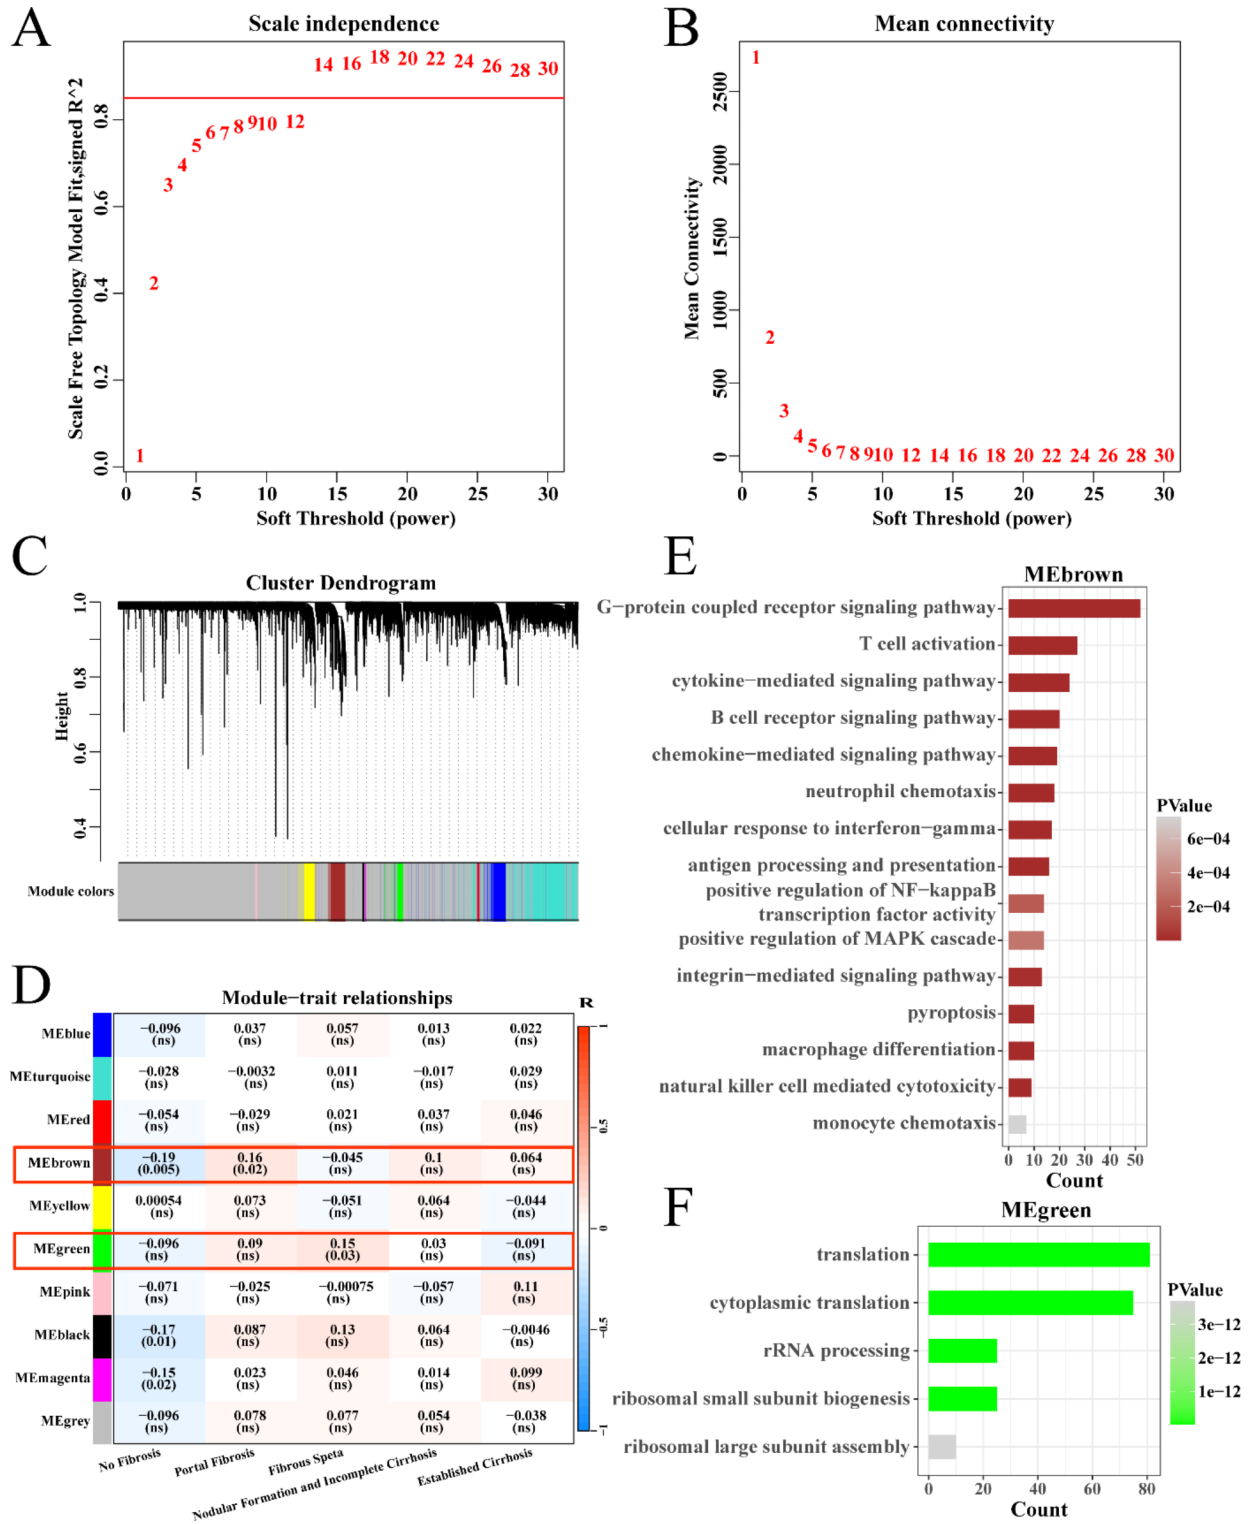 A
Scale independence
Scale Free Topology Model Fit,signed R^2
0.0
0.2
0.4
0.6
0.8
1
2
3
4
5
6
7
8
9
10
12
14
16
18
20
22
24
26
28
30
0
5
10
15
20
25
30
Soft Threshold (power)
B
Mean connectivity
Mean Connectivity
0
500
1000
1500
2000
2500
1
2
3
4
5
6
7
8
9
10
12
14
16
18
20
22
24
26
28
30
0
5
10
15
20
25
30
Soft Threshold (power)
C
Cluster Dendrogram
Height
1.0
0.8
0.6
0.4
Module colors
D
Module−trait relationships
R
MEblue
−0.096 0.037 0.057 0.013 0.022
(ns) (ns) (ns) (ns) (ns)
MEturquoise
−0.028 −0.0032 0.011 −0.017 0.029
(ns) (ns) (ns) (ns) (ns)
MEred
−0.054 −0.029 0.021 0.037 0.046
(ns) (ns) (ns) (ns) (ns)
MEbrown
−0.19 0.16 −0.045 0.1 0.064
(0.005) (0.02) (ns) (ns) (ns)
MEyellow
0.00054 0.073 −0.051 0.064 −0.044
(ns) (ns) (ns) (ns) (ns)
MEgreen
−0.096 0.09 0.15 0.03 −0.091
(ns) (ns) (0.03) (ns) (ns)
MEpink
−0.071 −0.025 −0.00075 −0.057 0.11
(ns) (ns) (ns) (ns) (ns)
MEblack
−0.17 0.087 0.13 0.064 −0.0046
(0.01) (ns) (ns) (ns) (ns)
MEmagenta
−0.15 0.023 0.046 0.014 0.099
(0.02) (ns) (ns) (ns) (ns)
MEgrey
−0.096 0.078 0.077 0.054 −0.038
(ns) (ns) (ns) (ns) (ns)
No Fibrosis
Portal Fibrosis
Fibrous Speta
Nodular Formation and Incomplete Cirrhosis
Established Cirrhosis
1
0.5
0
−0.5
−1
E
MEbrown
G−protein coupled receptor signaling pathway
T cell activation
cytokine−mediated signaling pathway
B cell receptor signaling pathway
chemokine−mediated signaling pathway
neutrophil chemotaxis
cellular response to interferon−gamma
antigen processing and presentation
positive regulation of NF−kappaB
transcription factor activity
positive regulation of MAPK cascade
integrin−mediated signaling pathway
pyroptosis
macrophage differentiation
natural killer cell mediated cytotoxicity
monocyte chemotaxis
0 10 20 30 40 50
Count
PValue
6e−04
4e−04
2e−04
F
MEgreen
translation
cytoplasmic translation
rRNA processing
ribosomal small subunit biogenesis
ribosomal large subunit assembly
0 20 40 60 80
Count
PValue
3e−12
2e−12
1e−12